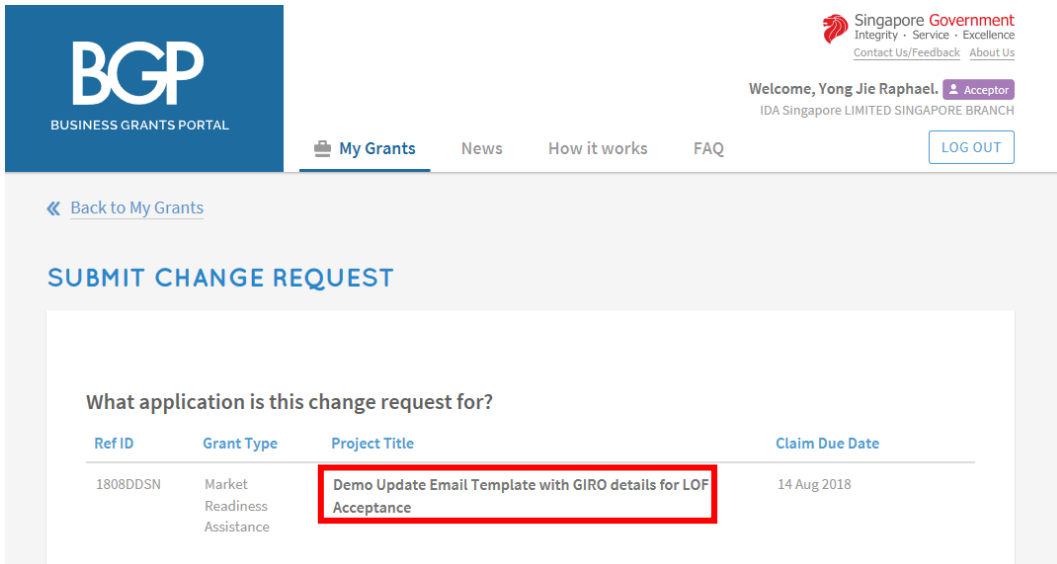 Singapore Government
Integrity · Service · Excellence
Contact Us/Feedback About Us
BGP
BUSINESS GRANTS PORTAL
Welcome, Yong Jie Raphael. Acceptor
IDA Singapore LIMITED SINGAPORE BRANCH
My Grants News How it works FAQ LOG OUT
Back to My Grants
SUBMIT CHANGE REQUEST
What application is this change request for?
Ref ID Grant Type Project Title Claim Due Date
1808DDSN Market Demo Update Email Template with GIRO details for LOF 14 Aug 2018
Readiness Acceptance
Assistance